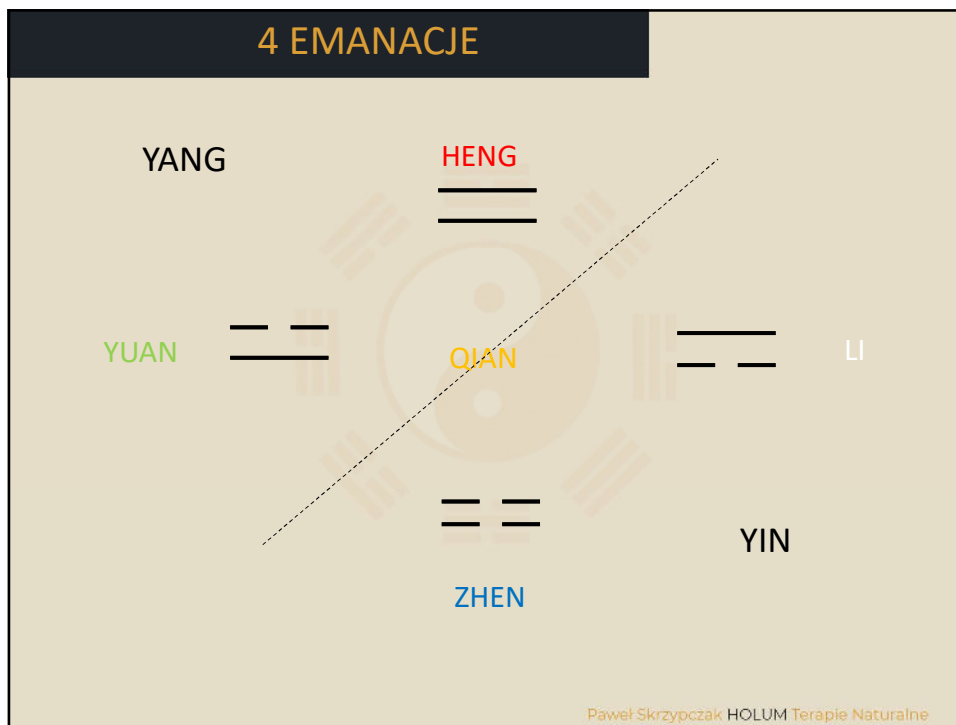 4 EMANACJE
YANG
HENG
YUAN
QIAN
LI
YIN
ZHEN
Paweł Skrzypczak HOLUM Terapie Naturalne